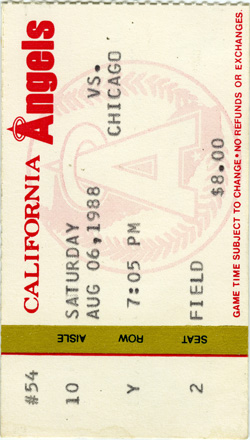 CALIFORNIA Angels
SATURDAY VS.
AUG 06,1988 CHICAGO
7:05 PM
FIELD $8.00
GAME TIME SUBJECT TO CHANGE • NO REFUNDS OR EXCHANGES.
AISLE ROW SEAT
#54
10 Y 2